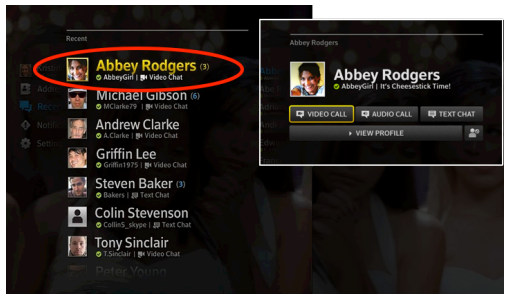 Recent
Abbey Rodgers (3)
AbbeyGirl | Video Chat
Michael Gibson (6)
MClarke79 | Video Chat
Andrew Clarke
A.Clarke | Video Chat
Griffin Lee
Griffin1975 | Video Chat
Steven Baker (3)
Bakers | Text Chat
Colin Stevenson
CollinS_skype | Text Chat
Tony Sinclair
T.Sinclair | Video Chat
Peter Young
Abbey Rodgers
Abbey Rodgers
AbbeyGirl | It's Cheesestick Time!
VIDEO CALL
AUDIO CALL
TEXT CHAT
VIEW PROFILE